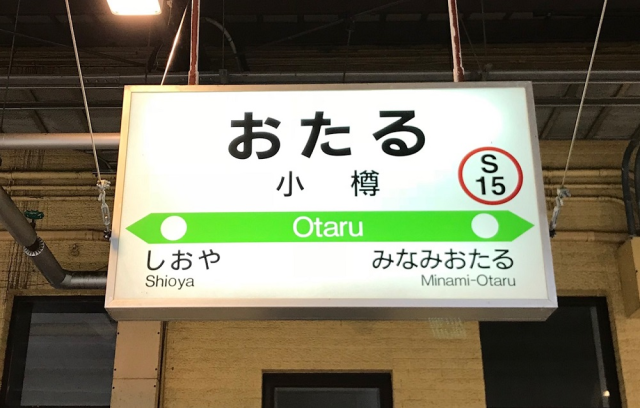 おたる
小樽
S
15
Otaru
しおや
Shioya
みなみおたる
Minami-Otaru